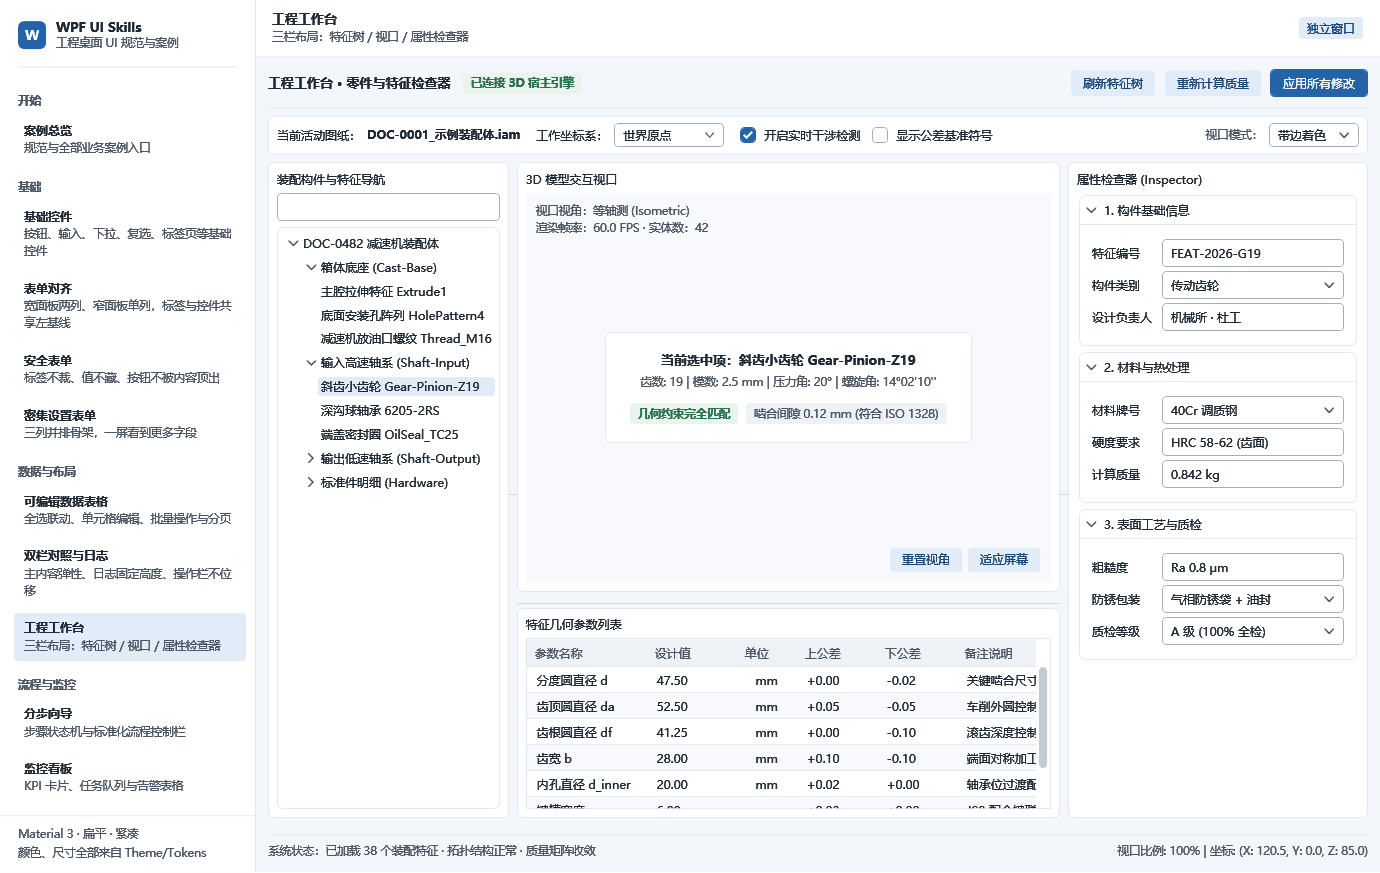 W
WPF UI Skills
工程桌面 UI 规范与案例
开始
案例总览
规范与全部业务案例入口
基础
基础控件
按钮、输入、下拉、复选、标签页等基础
控件
表单对齐
宽面板两列、窄面板单列，标签与控件共
享左基线
安全表单
标签不裁、值不藏、按钮不被内容顶出
密集设置表单
三列并排骨架，一屏看到更多字段
数据与布局
可编辑数据表格
全选联动、单元格编辑、批量操作与分页
双栏对照与日志
主内容弹性、日志固定高度、操作栏不位
移
工程工作台
三栏布局：特征树 / 视口 / 属性检查器
流程与监控
分步向导
步骤状态机与标准化流程控制栏
监控看板
KPI 卡片、任务队列与告警表格
Material 3 · 扁平 · 紧凑
颜色、尺寸全部来自 Theme/Tokens
工程工作台
三栏布局：特征树 / 视口 / 属性检查器
独立窗口
工程工作台 · 零件与特征检查器
已连接 3D 宿主引擎
刷新特征树
重新计算质量
应用所有修改
当前活动图纸： DOC-0001_示例装配体.iam
工作坐标系： 世界原点
开启实时干涉检测
显示公差基准符号
视口模式： 带边着色
装配构件与特征导航
DOC-0482 减速机装配体
箱体底座 (Cast-Base)
主腔拉伸特征 Extrude1
底面安装孔阵列 HolePattern4
减速机放油口螺纹 Thread_M16
输入高速轴系 (Shaft-Input)
斜齿小齿轮 Gear-Pinion-Z19
深沟球轴承 6205-2RS
端盖密封圈 OilSeal_TC25
输出低速轴系 (Shaft-Output)
标准件明细 (Hardware)
3D 模型交互视口
视口视角：等轴测 (Isometric)
渲染帧率：60.0 FPS · 实体数：42
当前选中项：斜齿小齿轮 Gear-Pinion-Z19
齿数: 19 | 模数: 2.5 mm | 压力角: 20° | 螺旋角: 14°02'10"
几何约束完全匹配
啮合间隙 0.12 mm (符合 ISO 1328)
重置视角
适应屏幕
特征几何参数列表
参数名称 设计值 单位 上公差 下公差 备注说明
分度圆直径 d 47.50 mm +0.00 -0.02 关键啮合尺寸
齿顶圆直径 da 52.50 mm +0.05 -0.05 车削外圆控制
齿根圆直径 df 41.25 mm +0.00 -0.10 滚齿深度控制
齿宽 b 28.00 mm +0.10 -0.10 端面对称加工
内孔直径 d_inner 20.00 mm +0.02 +0.00 轴承位过渡配
属性检查器 (Inspector)
1. 构件基础信息
特征编号 FEAT-2026-G19
构件类别 传动齿轮
设计负责人 机械所 · 杜工
2. 材料与热处理
材料牌号 40Cr 调质钢
硬度要求 HRC 58-62 (齿面)
计算质量 0.842 kg
3. 表面工艺与质检
粗糙度 Ra 0.8 μm
防锈包装 气相防锈袋 + 油封
质检等级 A 级 (100% 全检)
系统状态：已加载 38 个装配特征 · 拓扑结构正常 · 质量矩阵收敛
视口比例: 100% | 坐标: (X: 120.5, Y: 0.0, Z: 85.0)